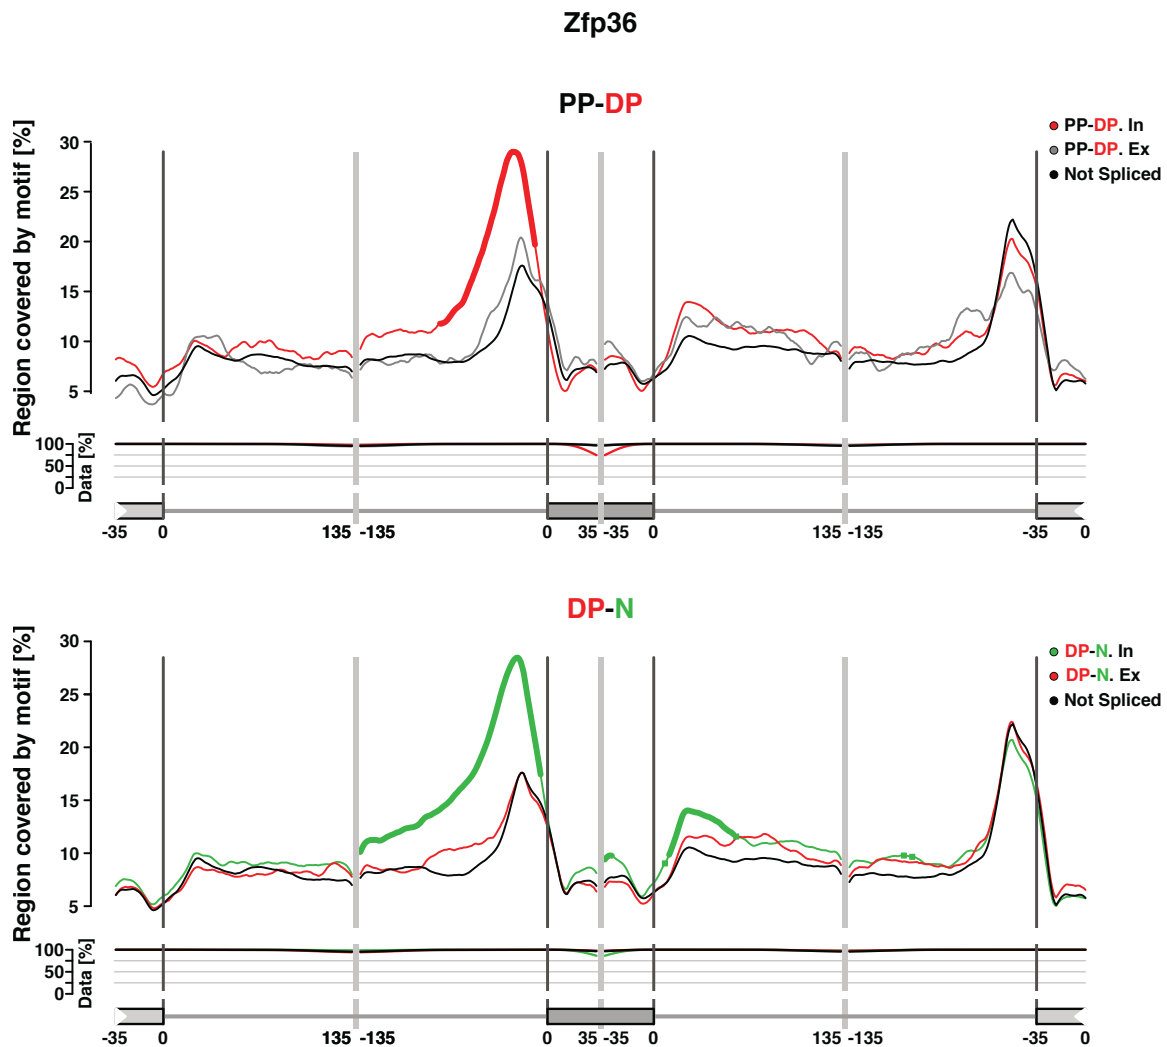 Zfp36
PP-DP
Region covered by motif [%]
30
25
20
15
10
5
PP-DP. In
PP-DP. Ex
Not Spliced
Data [%]
100
50
0
-35 0 135 -135 0 35 -35 0 135 -135 -35 0
DP-N
Region covered by motif [%]
30
25
20
15
10
5
DP-N. In
DP-N. Ex
Not Spliced
Data [%]
100
50
0
-35 0 135 -135 0 35 -35 0 135 -135 -35 0